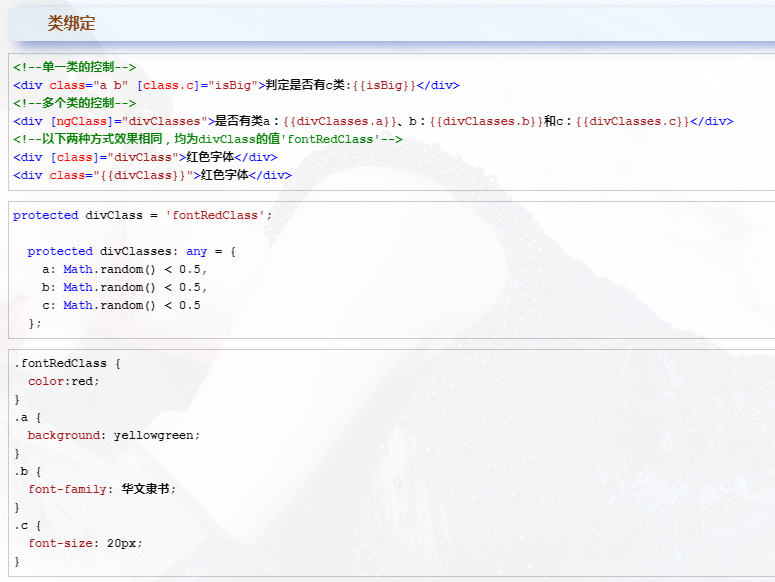 类绑定
<!--单一类的控制-->
<div class="a b" [class.c]="isBig">判定是否有c类:{{isBig}}</div>
<!--多个类的控制-->
<div [ngClass]="divClasses">是否有类a：{{divClasses.a}}、b：{{divClasses.b}}和c：{{divClasses.c}}</div>
<!--以下两种方式效果相同，均为divClass的值'fontRedClass'-->
<div [class]="divClass">红色字体</div>
<div class="{{divClass}}">红色字体</div>
protected divClass = 'fontRedClass';
  protected divClasses: any = {
    a: Math.random() < 0.5,
    b: Math.random() < 0.5,
    c: Math.random() < 0.5
  };
.fontRedClass {
  color:red;
}
.a {
  background: yellowgreen;
}
.b {
  font-family: 华文隶书;
}
.c {
  font-size: 20px;
}